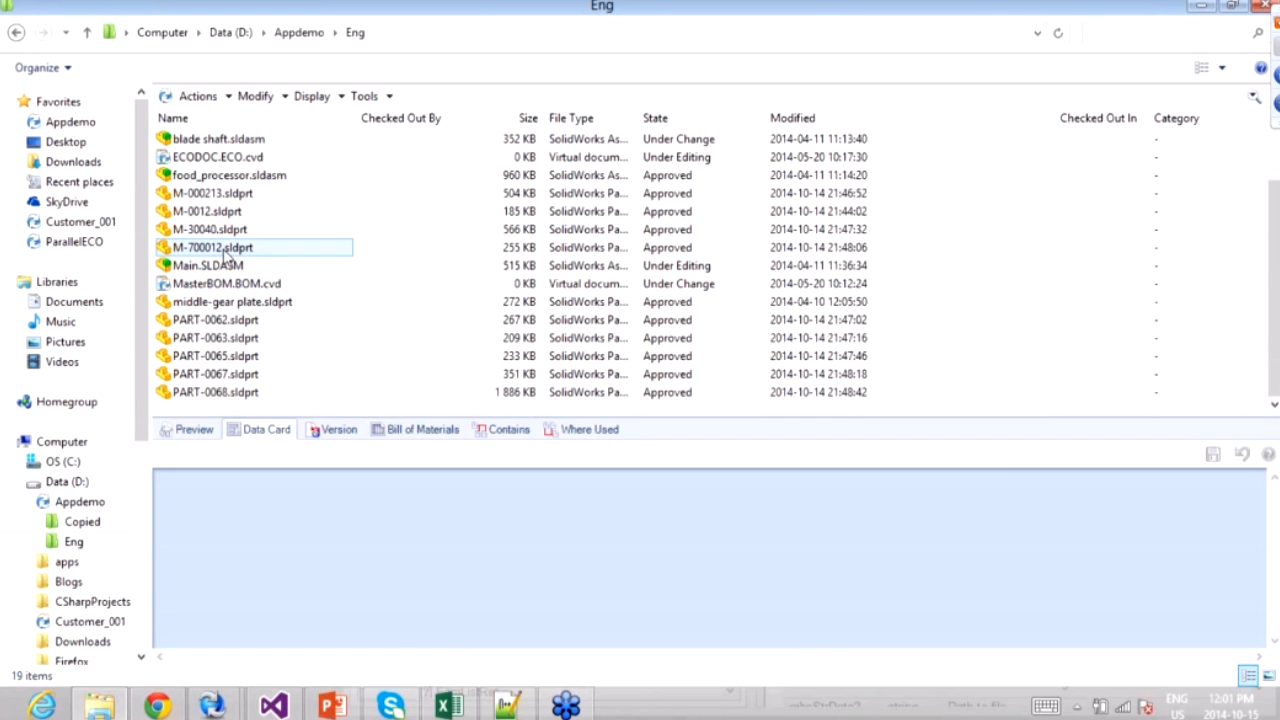 Eng
Computer Data (D:) Appdemo Eng
Organize
Actions Modify Display Tools
Name Checked Out By Size File Type State Modified Checked Out In Category
blade shaft.sldasm 352 KB SolidWorks As... Under Change 2014-04-11 11:13:40 -
ECODOC.ECO.cvd 0 KB Virtual docum... Under Editing 2014-05-20 10:17:30 -
food_processor.sldasm 960 KB SolidWorks As... Approved 2014-04-11 11:14:20 -
M-000213.sldprt 504 KB SolidWorks Pa... Approved 2014-10-14 21:46:52 -
M-0012.sldprt 185 KB SolidWorks Pa... Approved 2014-10-14 21:44:02 -
M-30040.sldprt 566 KB SolidWorks Pa... Approved 2014-10-14 21:47:32 -
M-700012.sldprt 255 KB SolidWorks Pa... Approved 2014-10-14 21:48:06 -
Main.SLDASM 515 KB SolidWorks As... Under Editing 2014-04-11 11:36:34 -
MasterBOM.BOM.cvd 0 KB Virtual docum... Under Change 2014-05-20 10:12:24 -
middle-gear plate.sldprt 272 KB SolidWorks Pa... Approved 2014-04-10 12:05:50 -
PART-0062.sldprt 267 KB SolidWorks Pa... Approved 2014-10-14 21:47:02 -
PART-0063.sldprt 209 KB SolidWorks Pa... Approved 2014-10-14 21:47:16 -
PART-0065.sldprt 233 KB SolidWorks Pa... Approved 2014-10-14 21:47:46 -
PART-0067.sldprt 351 KB SolidWorks Pa... Approved 2014-10-14 21:48:18 -
PART-0068.sldprt 1 886 KB SolidWorks Pa... Approved 2014-10-14 21:48:42 -
Favorites
Appdemo
Desktop
Downloads
Recent places
SkyDrive
Customer_001
ParallelECO
Libraries
Documents
Music
Pictures
Videos
Homegroup
Computer
OS (C:)
Data (D:)
Appdemo
Copied
Eng
apps
Blogs
CSharpProjects
Customer_001
Downloads
Firefox
Preview Data Card Version Bill of Materials Contains Where Used
19 items
ENG
US
12:01 PM
2014-10-15